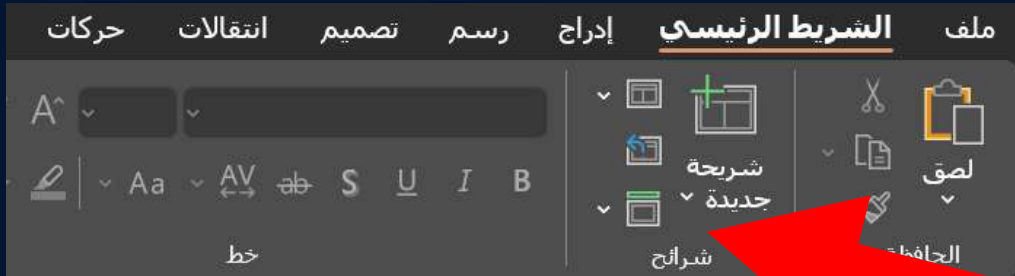 ملف الشريط الرئيسي إدراج رسم تصميم انتقالات حركات
لصق
شريحة
جديدة
A^
B I U S ab AV Aa
شرائح
خط